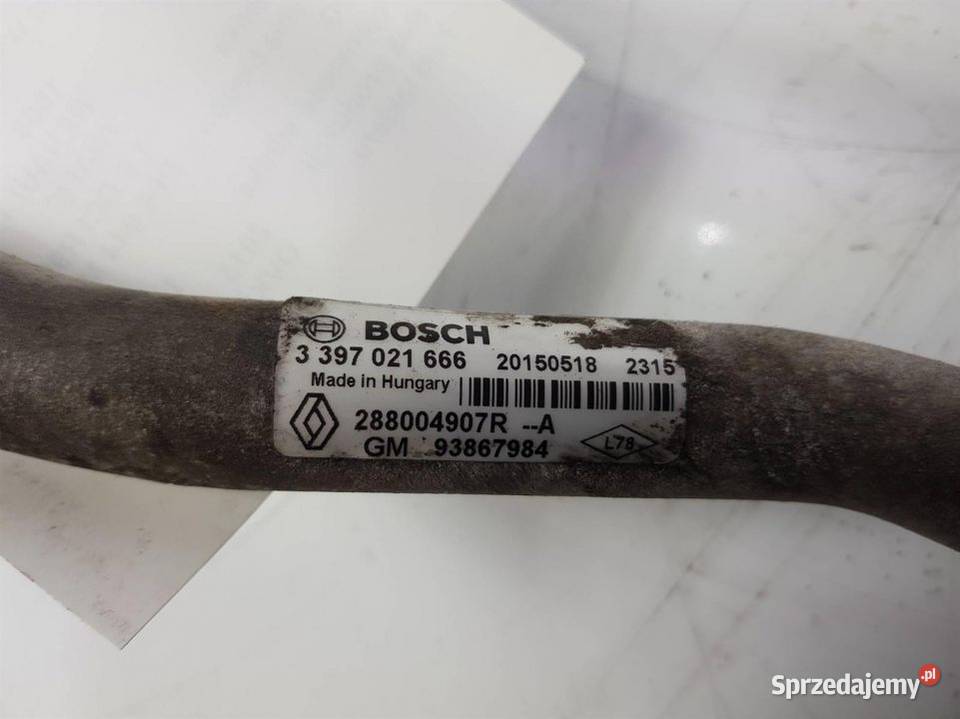 BOSCH
3 397 021 666 20150518 2315
Made in Hungary
288004907R --A
GM 93867984 L78
Sprzedajemy.pl